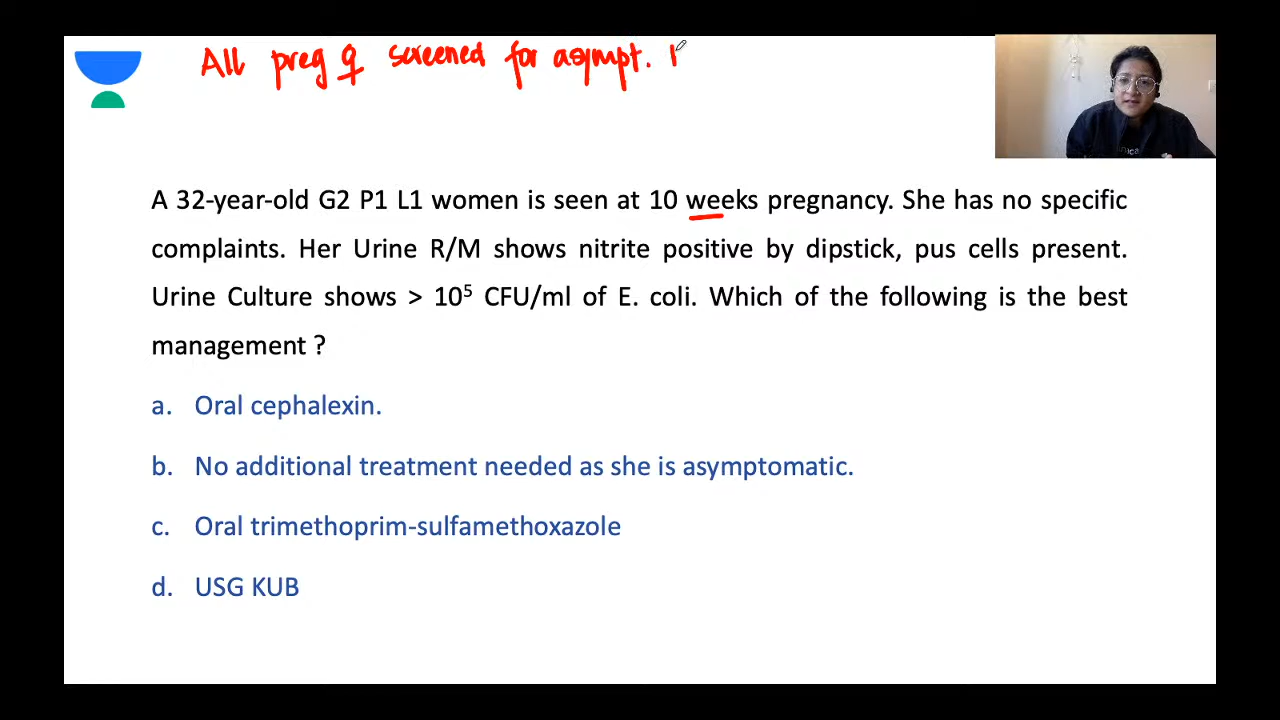 All preg ♀ screened for asympt.
A 32-year-old G2 P1 L1 women is seen at 10 weeks pregnancy. She has no specific
complaints. Her Urine R/M shows nitrite positive by dipstick, pus cells present.
Urine Culture shows > 10⁵ CFU/ml of E. coli. Which of the following is the best
management ?
a. Oral cephalexin.
b. No additional treatment needed as she is asymptomatic.
c. Oral trimethoprim-sulfamethoxazole
d. USG KUB